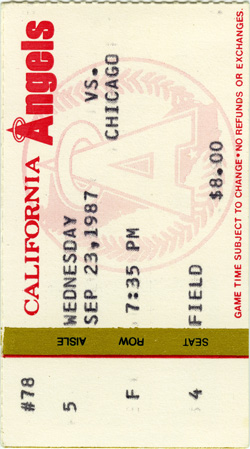 CALIFORNIA Angels
WEDNESDAY VS.
SEP 23,1987 CHICAGO
7:35 PM
FIELD $8.00
GAME TIME SUBJECT TO CHANGE • NO REFUNDS OR EXCHANGES.
AISLE ROW SEAT
#78 5 F 4